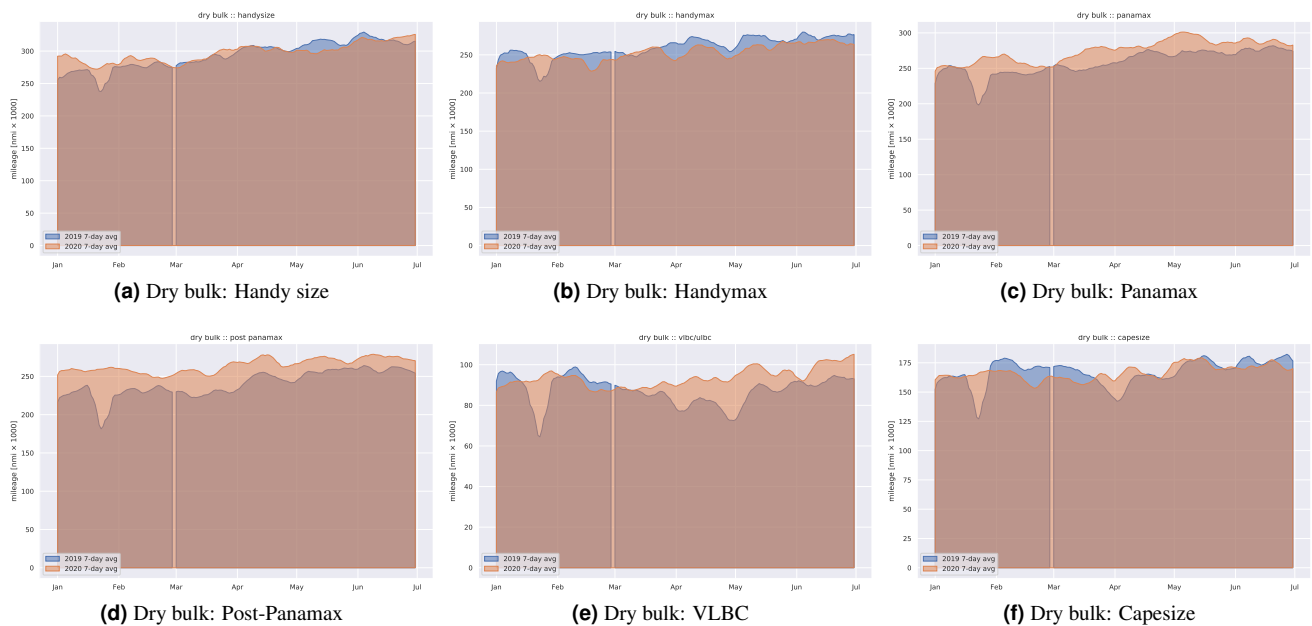 dry bulk :: handysize
mileage [nmi × 1000]
300
250
200
150
100
50
0
2019 7-day avg
2020 7-day avg
Jan Feb Mar Apr May Jun Jul
(a) Dry bulk: Handy size
dry bulk :: handymax
mileage [nmi × 1000]
250
200
150
100
50
0
2019 7-day avg
2020 7-day avg
Jan Feb Mar Apr May Jun Jul
(b) Dry bulk: Handymax
dry bulk :: panamax
mileage [nmi × 1000]
300
250
200
150
100
50
0
2019 7-day avg
2020 7-day avg
Jan Feb Mar Apr May Jun Jul
(c) Dry bulk: Panamax
dry bulk :: post panamax
mileage [nmi × 1000]
250
200
150
100
50
0
2019 7-day avg
2020 7-day avg
Jan Feb Mar Apr May Jun Jul
(d) Dry bulk: Post-Panamax
dry bulk :: vlbc/ulbc
mileage [nmi × 1000]
100
80
60
40
20
0
2019 7-day avg
2020 7-day avg
Jan Feb Mar Apr May Jun Jul
(e) Dry bulk: VLBC
dry bulk :: capesize
mileage [nmi × 1000]
175
150
125
100
75
50
25
0
2019 7-day avg
2020 7-day avg
Jan Feb Mar Apr May Jun Jul
(f) Dry bulk: Capesize